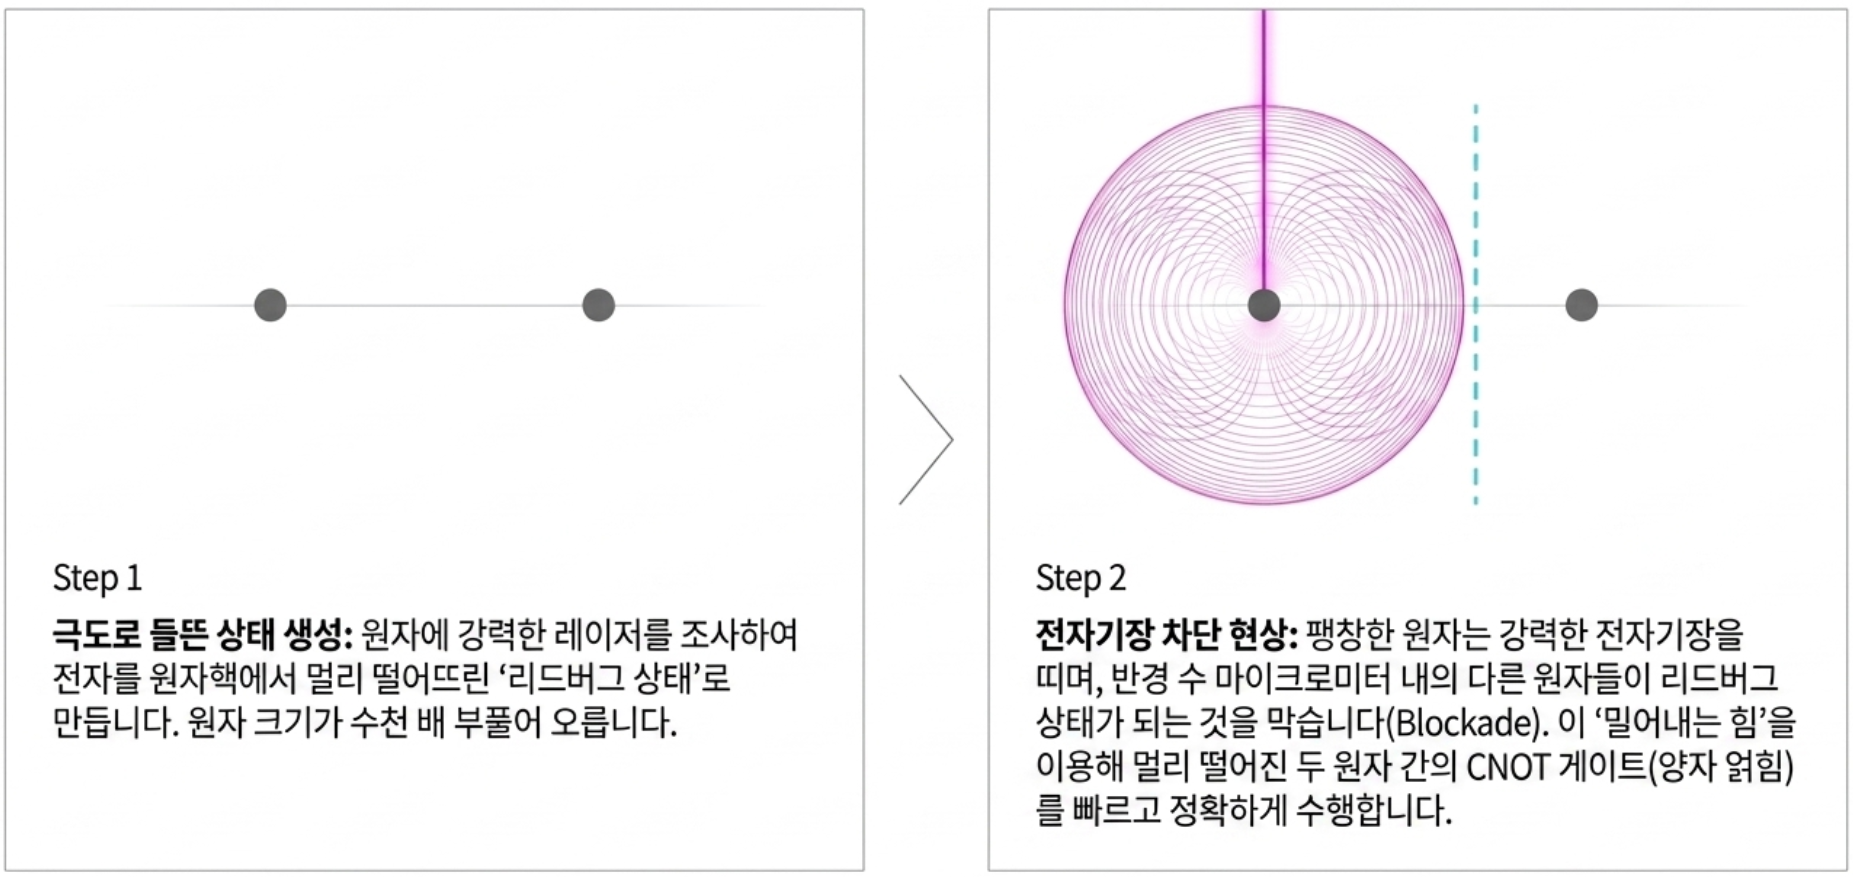 Step 1
극도로 들뜬 상태 생성: 원자에 강력한 레이저를 조사하여
전자를 원자핵에서 멀리 떨어뜨린 ‘리드버그 상태’로
만듭니다. 원자 크기가 수천 배 부풀어 오릅니다.
Step 2
전자기장 차단 현상: 팽창한 원자는 강력한 전자기장을
띠며, 반경 수 마이크로미터 내의 다른 원자들이 리드버그
상태가 되는 것을 막습니다(Blockade). 이 ‘밀어내는 힘’을
이용해 멀리 떨어진 두 원자 간의 CNOT 게이트(양자 얽힘)
를 빠르고 정확하게 수행합니다.